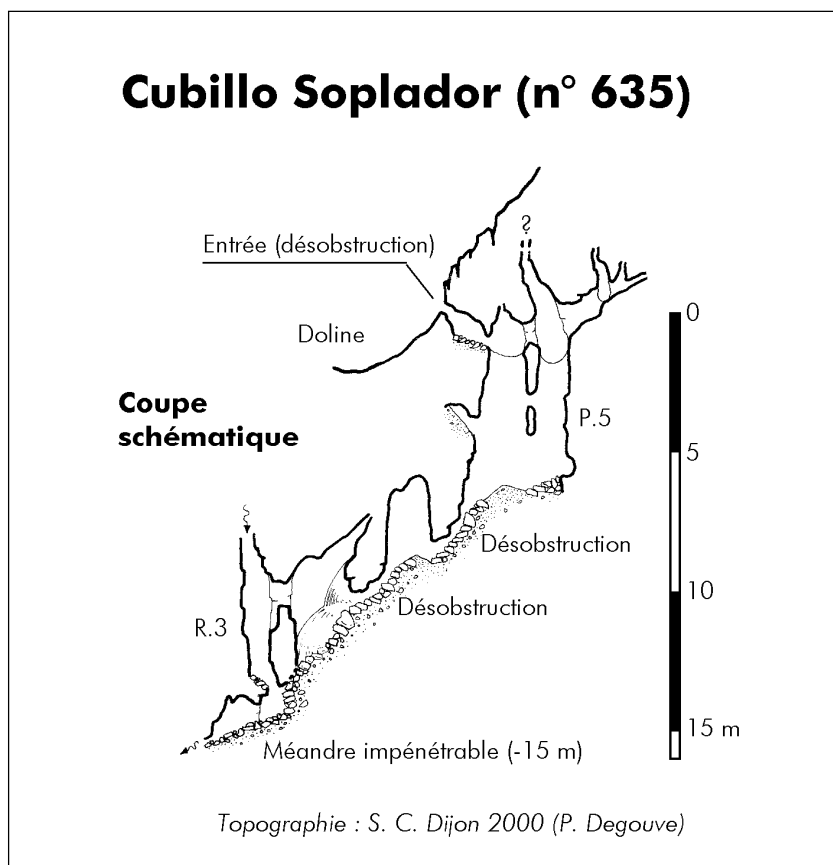 Cubillo Soplador (n° 635)
?
Entrée (désobstruction)
0
Doline
Coupe
schématique
P.5
5
Désobstruction
10
Désobstruction
R.3
15 m
Méandre impénétrable (-15 m)
Topographie : S. C. Dijon 2000 (P. Degouve)